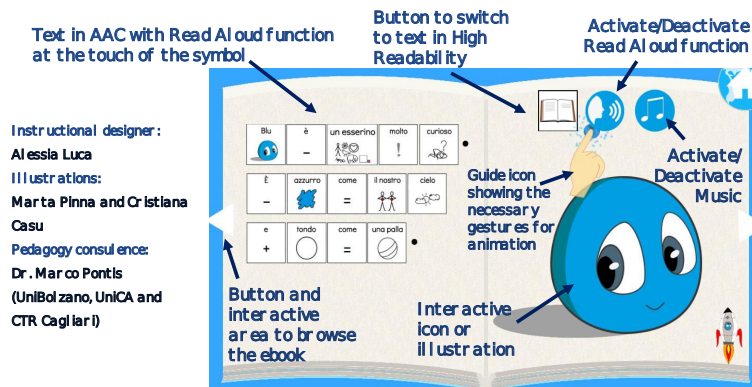 Text in AAC with Read Aloud function
at the touch of the symbol
Button to switch
to text in High
Readability
Activate/Deactivate
Read Aloud function
Instructional designer:
Alessia Luca
Illustrations:
Marta Pinna and Cristiana
Casu
Pedagogy consulence:
Dr. Marco Pontis
(UniBolzano, UniCA and
CTR Cagliari)
Blu è un esserino molto curioso
È azzurro come il nostro cielo
e tondo come una palla
Guide icon
showing the
necessary
gestures for
animation
Activate/
Deactivate
Music
Button and
interactive
area to browse
the ebook
Interactive
icon or
illustration